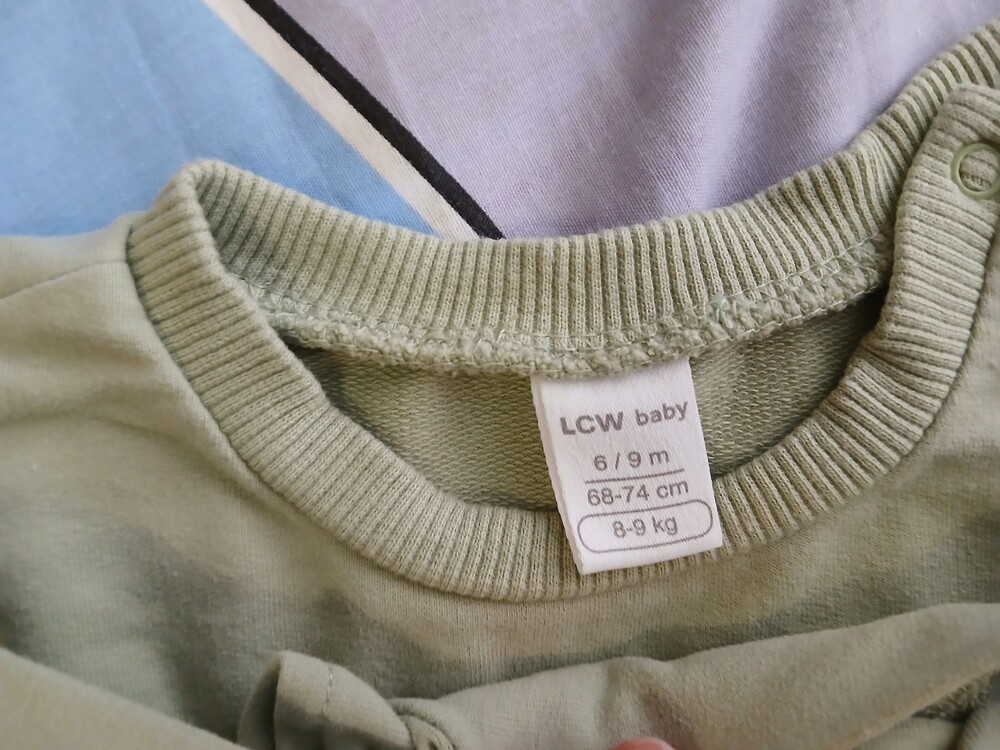 LCW baby
6 / 9 m
68-74 cm
8-9 kg